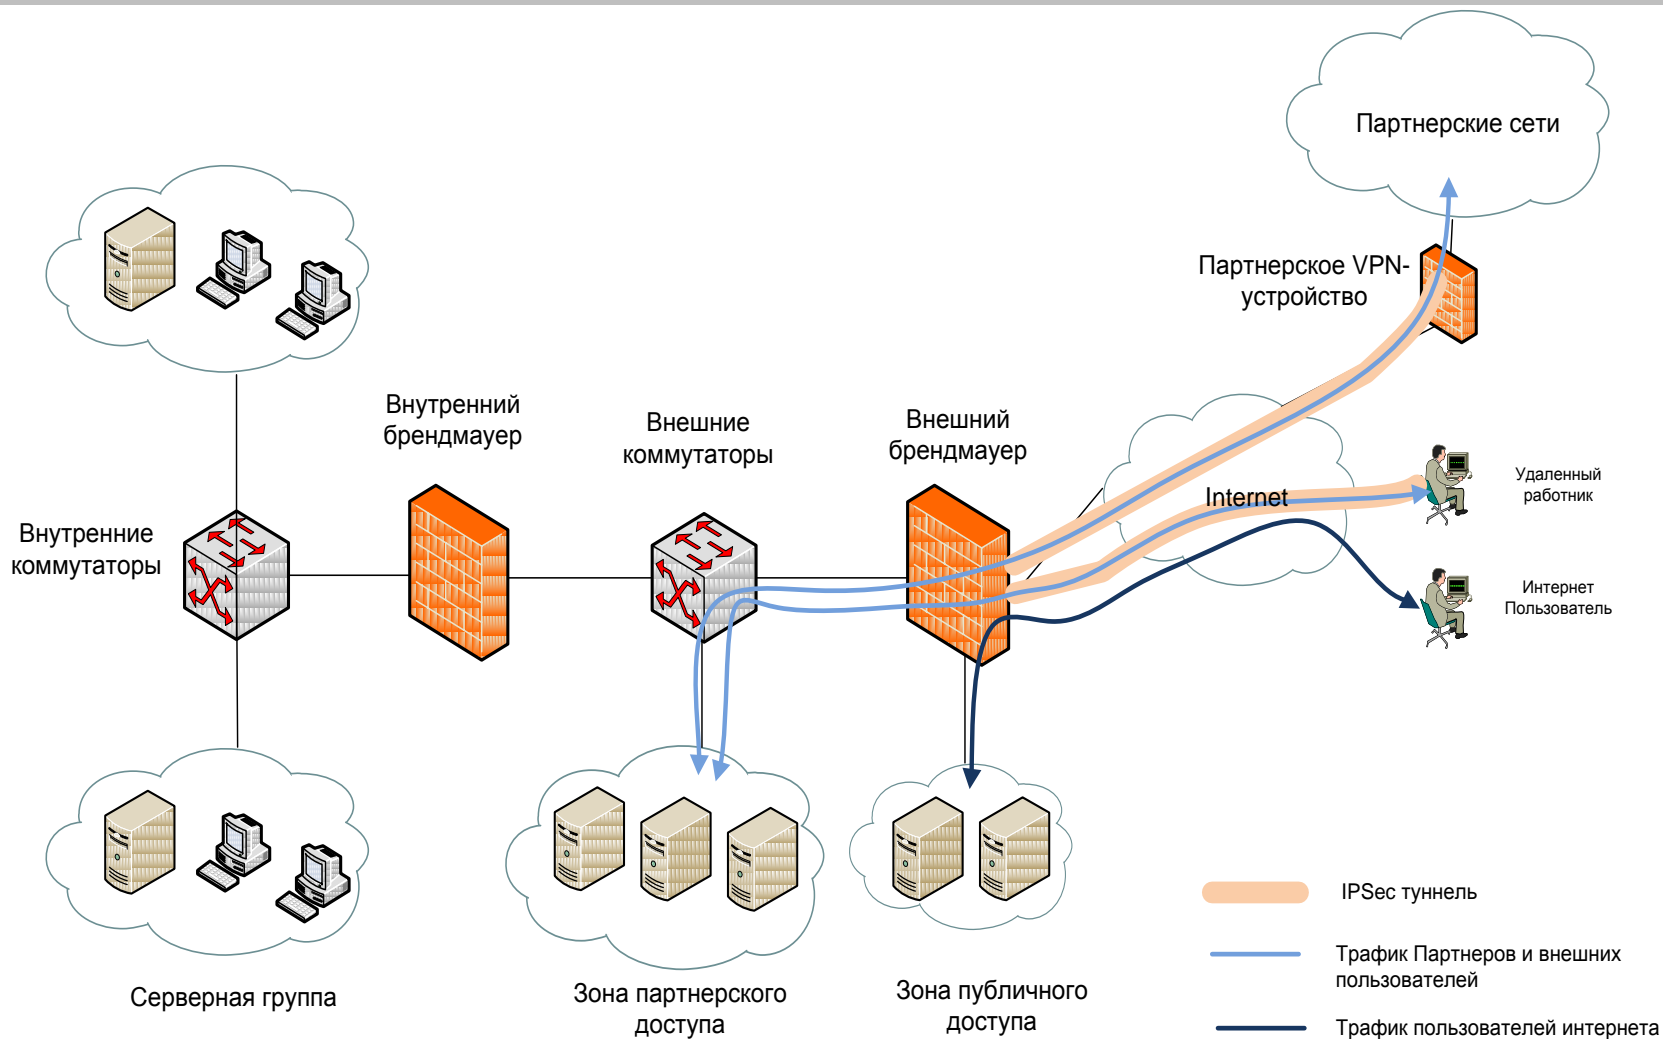 Партнерские сети
Партнерское VPN-
устройство
Внутренний
брендмауер
Внешние
коммутаторы
Внешний
брендмауер
Internet
Удаленный
работник
Внутренние
коммутаторы
Интернет
Пользователь
IPSec туннель
Трафик Партнеров и внешних
пользователей
Трафик пользователей интернета
Серверная группа
Зона партнерского
доступа
Зона публичного
доступа